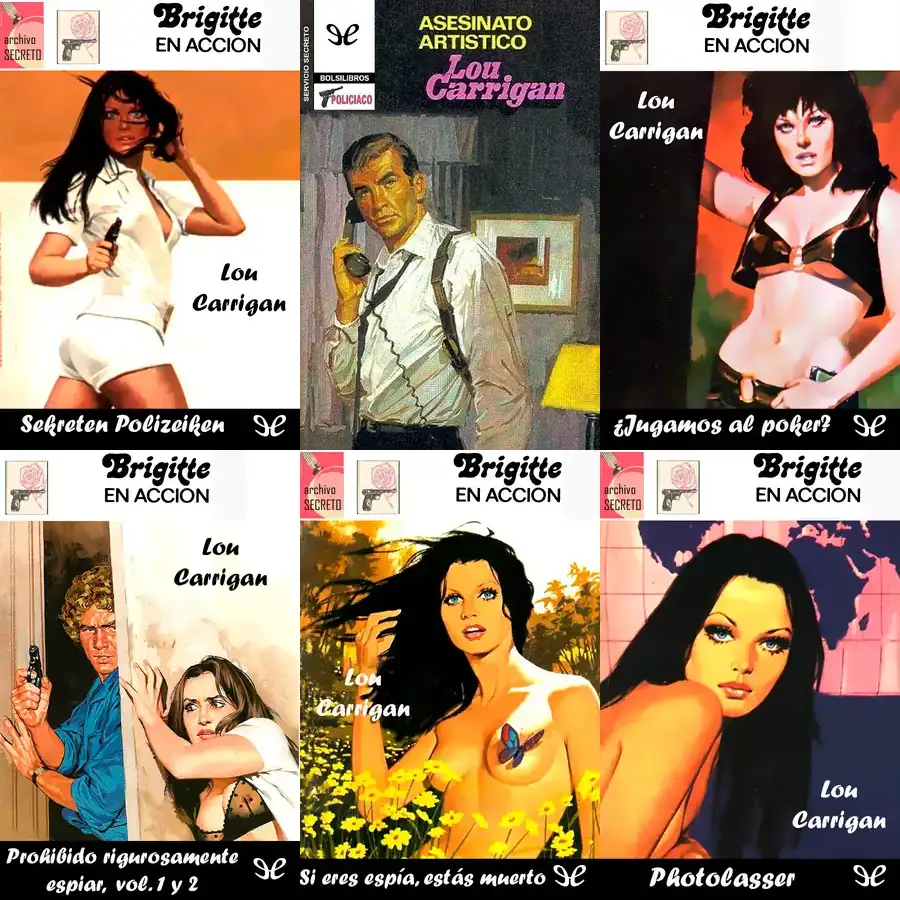 archivo
SECRETO
Brigitte
EN ACCION
Lou
Carrigan
Sekreten Polizeiken
SERVICIO SECRETO
BOLSILIBROS
POLICIACO
ASESINATO
ARTISTICO
Lou
Carrigan
Brigitte
EN ACCION
Lou
Carrigan
¿Jugamos al poker?
Brigitte
EN ACCION
Lou
Carrigan
Prohibido rigurosamente
espiar, vol. 1 y 2
archivo
SECRETO
Brigitte
EN ACCION
Lou
Carrigan
Si eres espía, estás muerto
archivo
SECRETO
Brigitte
EN ACCION
Lou
Carrigan
Photolasser